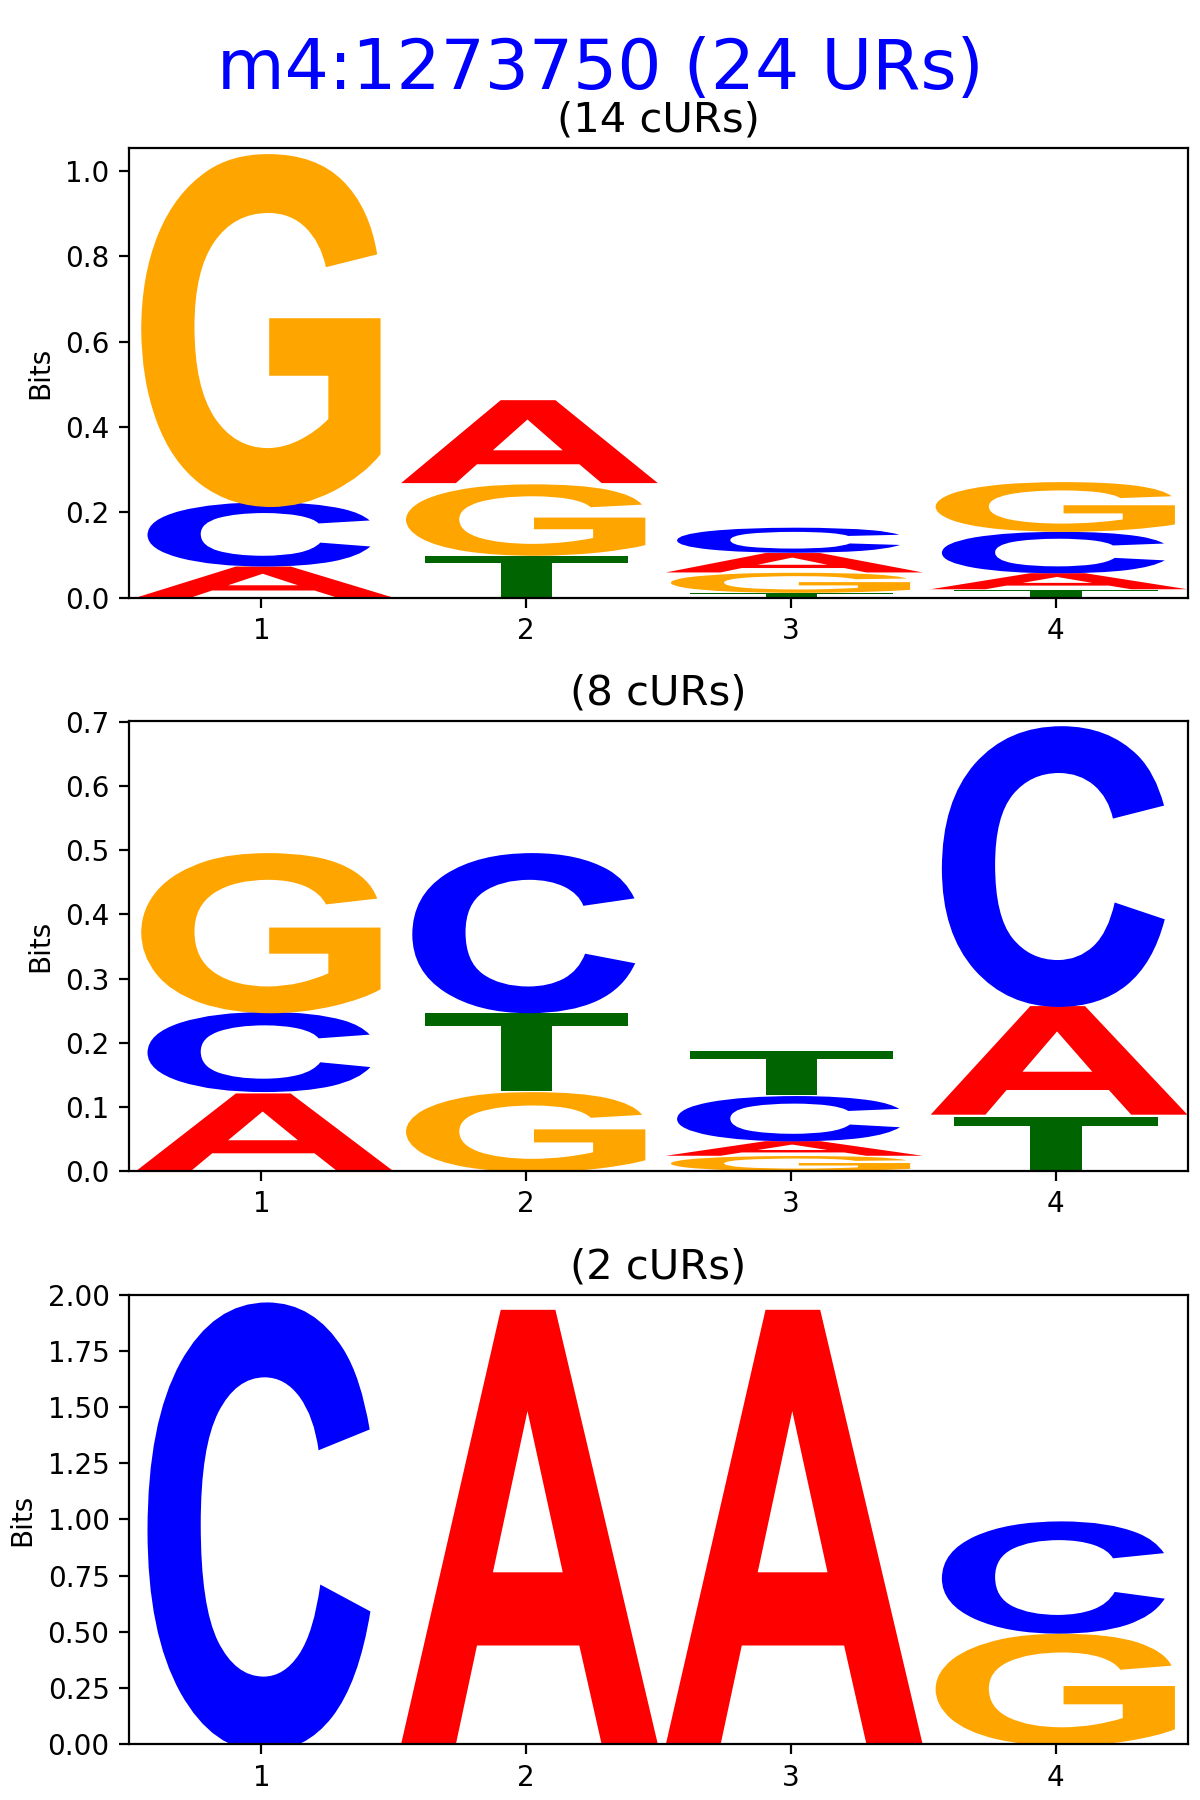 m4:1273750 (24 URs)
(14 cURs)
Bits
1.0
0.8
0.6
0.4
0.2
0.0
G
C
A
A
G
T
C
A
G
T
G
C
A
T
1 2 3 4
(8 cURs)
Bits
0.7
0.6
0.5
0.4
0.3
0.2
0.1
0.0
G
C
A
C
T
G
T
C
A
G
C
A
T
1 2 3 4
(2 cURs)
Bits
2.00
1.75
1.50
1.25
1.00
0.75
0.50
0.25
0.00
C
A
A
C
G
1 2 3 4